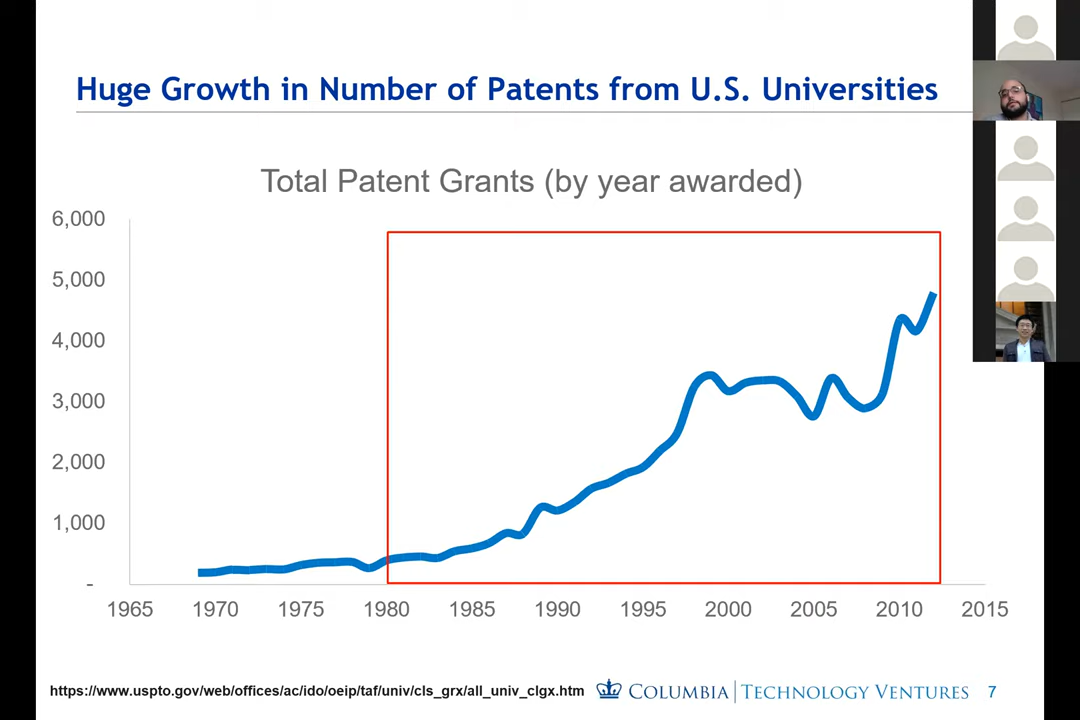 Huge Growth in Number of Patents from U.S. Universities
Total Patent Grants (by year awarded)
6,000
5,000
4,000
3,000
2,000
1,000
-
1965 1970 1975 1980 1985 1990 1995 2000 2005 2010 2015
https://www.uspto.gov/web/offices/ac/ido/oeip/taf/univ/cls_grx/all_univ_clgx.htm
COLUMBIA | TECHNOLOGY VENTURES 7